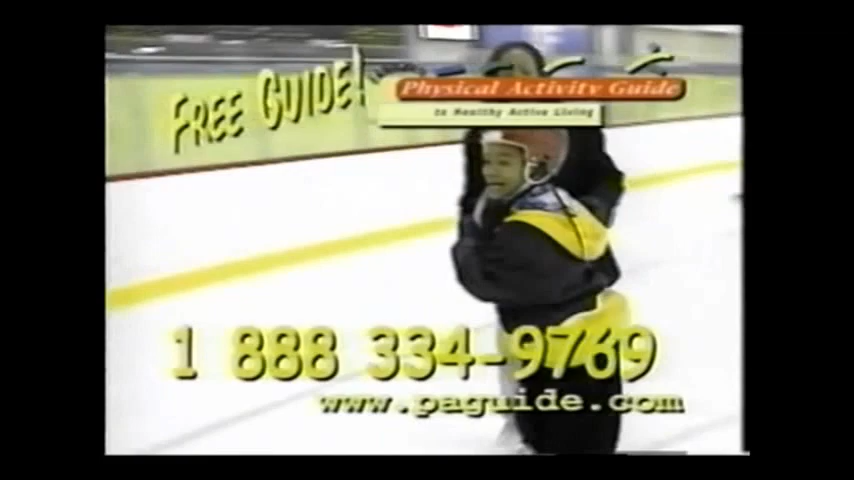 FREE GUIDE!
Physical Activity Guide
to Healthy Active Living
1 888 334-9769
www.paguide.com